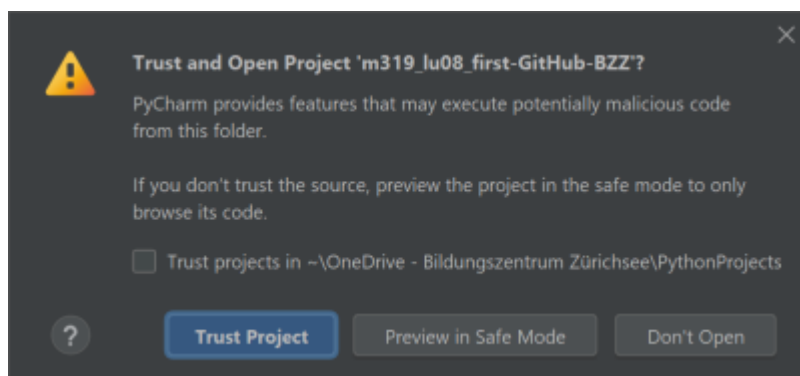 Trust and Open Project 'm319_lu08_first-GitHub-BZZ'?
PyCharm provides features that may execute potentially malicious code
from this folder.
If you don't trust the source, preview the project in the safe mode to only
browse its code.
Trust projects in ~\OneDrive - Bildungszentrum Zürichsee\PythonProjects
? Trust Project Preview in Safe Mode Don't Open